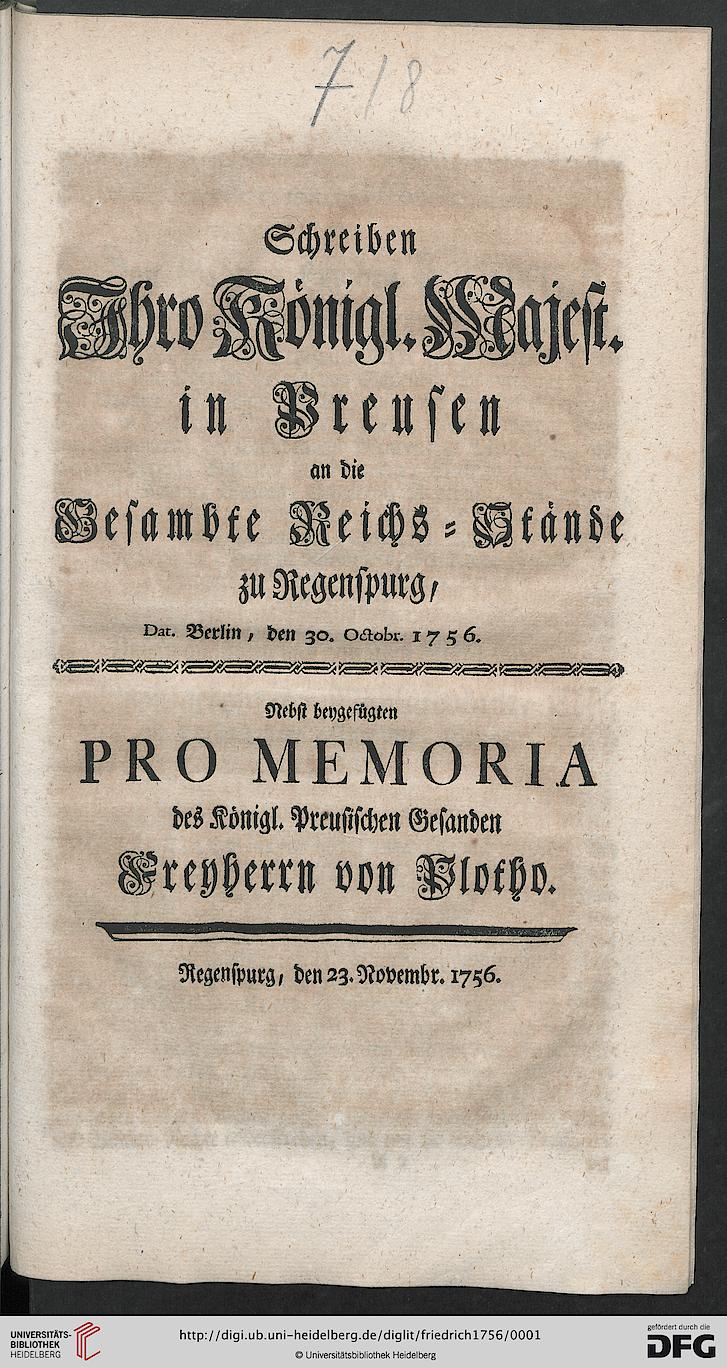 718
Schreiben
Ihro Königl. Majest.
in Preusen
an die
Gesambte Reichs=Stände
zu Regenspurg,
Dat. Berlin, den 30. Octobr. 1756.
Nebst beygefügten
PRO MEMORIA
des Königl. Preusischen Gesanden
Freyherrn von Plotho.
Regenspurg, den 23. Novembr. 1756.
UNIVERSITÄTS-
BIBLIOTHEK
HEIDELBERG
http://digi.ub.uni-heidelberg.de/diglit/friedrich1756/0001
© Universitätsbibliothek Heidelberg
gefördert durch die
DFG